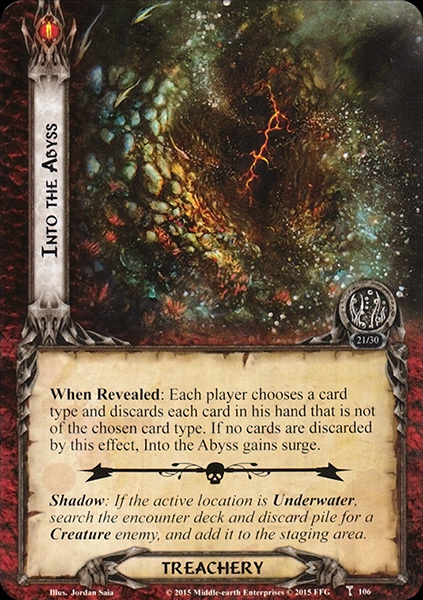 INTO THE ABYSS
21/30
When Revealed: Each player chooses a card
type and discards each card in his hand that is not
of the chosen card type. If no cards are discarded
by this effect, Into the Abyss gains surge.
Shadow: If the active location is Underwater,
search the encounter deck and discard pile for a
Creature enemy, and add it to the staging area.
TREACHERY
Illus. Jordan Saia © 2015 Middle-earth Enterprises © 2015 FFG 106